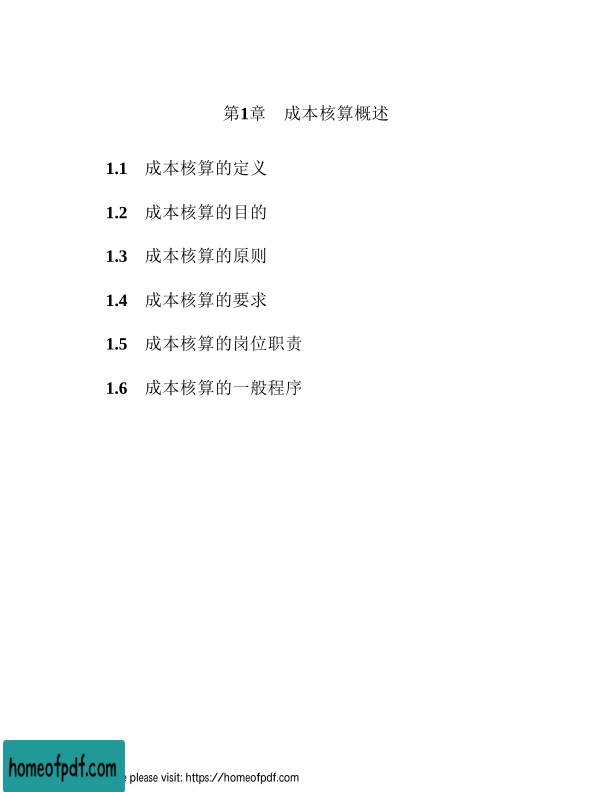 第1章　成本核算概述
1.1　成本核算的定义
1.2　成本核算的目的
1.3　成本核算的原则
1.4　成本核算的要求
1.5　成本核算的岗位职责
1.6　成本核算的一般程序
homeofpdf.com
please visit: https://homeofpdf.com